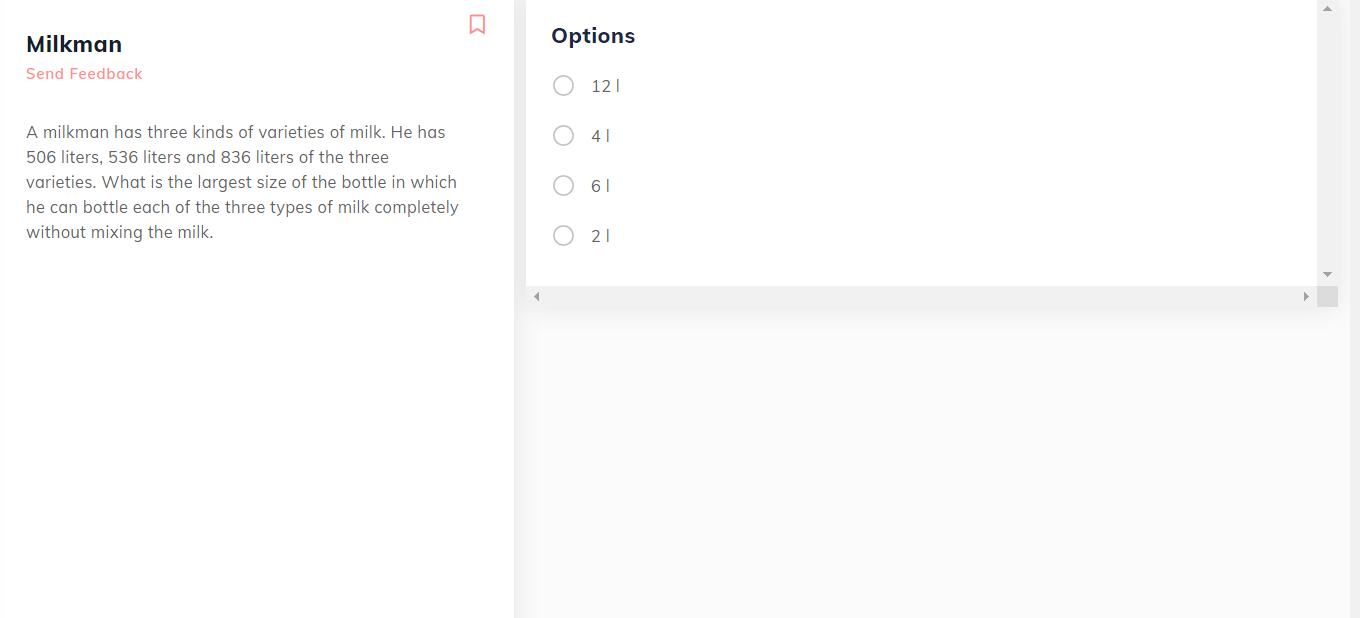 Milkman
Send Feedback
A milkman has three kinds of varieties of milk. He has
506 liters, 536 liters and 836 liters of the three
varieties. What is the largest size of the bottle in which
he can bottle each of the three types of milk completely
without mixing the milk.
Options
12 l
4 l
6 l
2 l